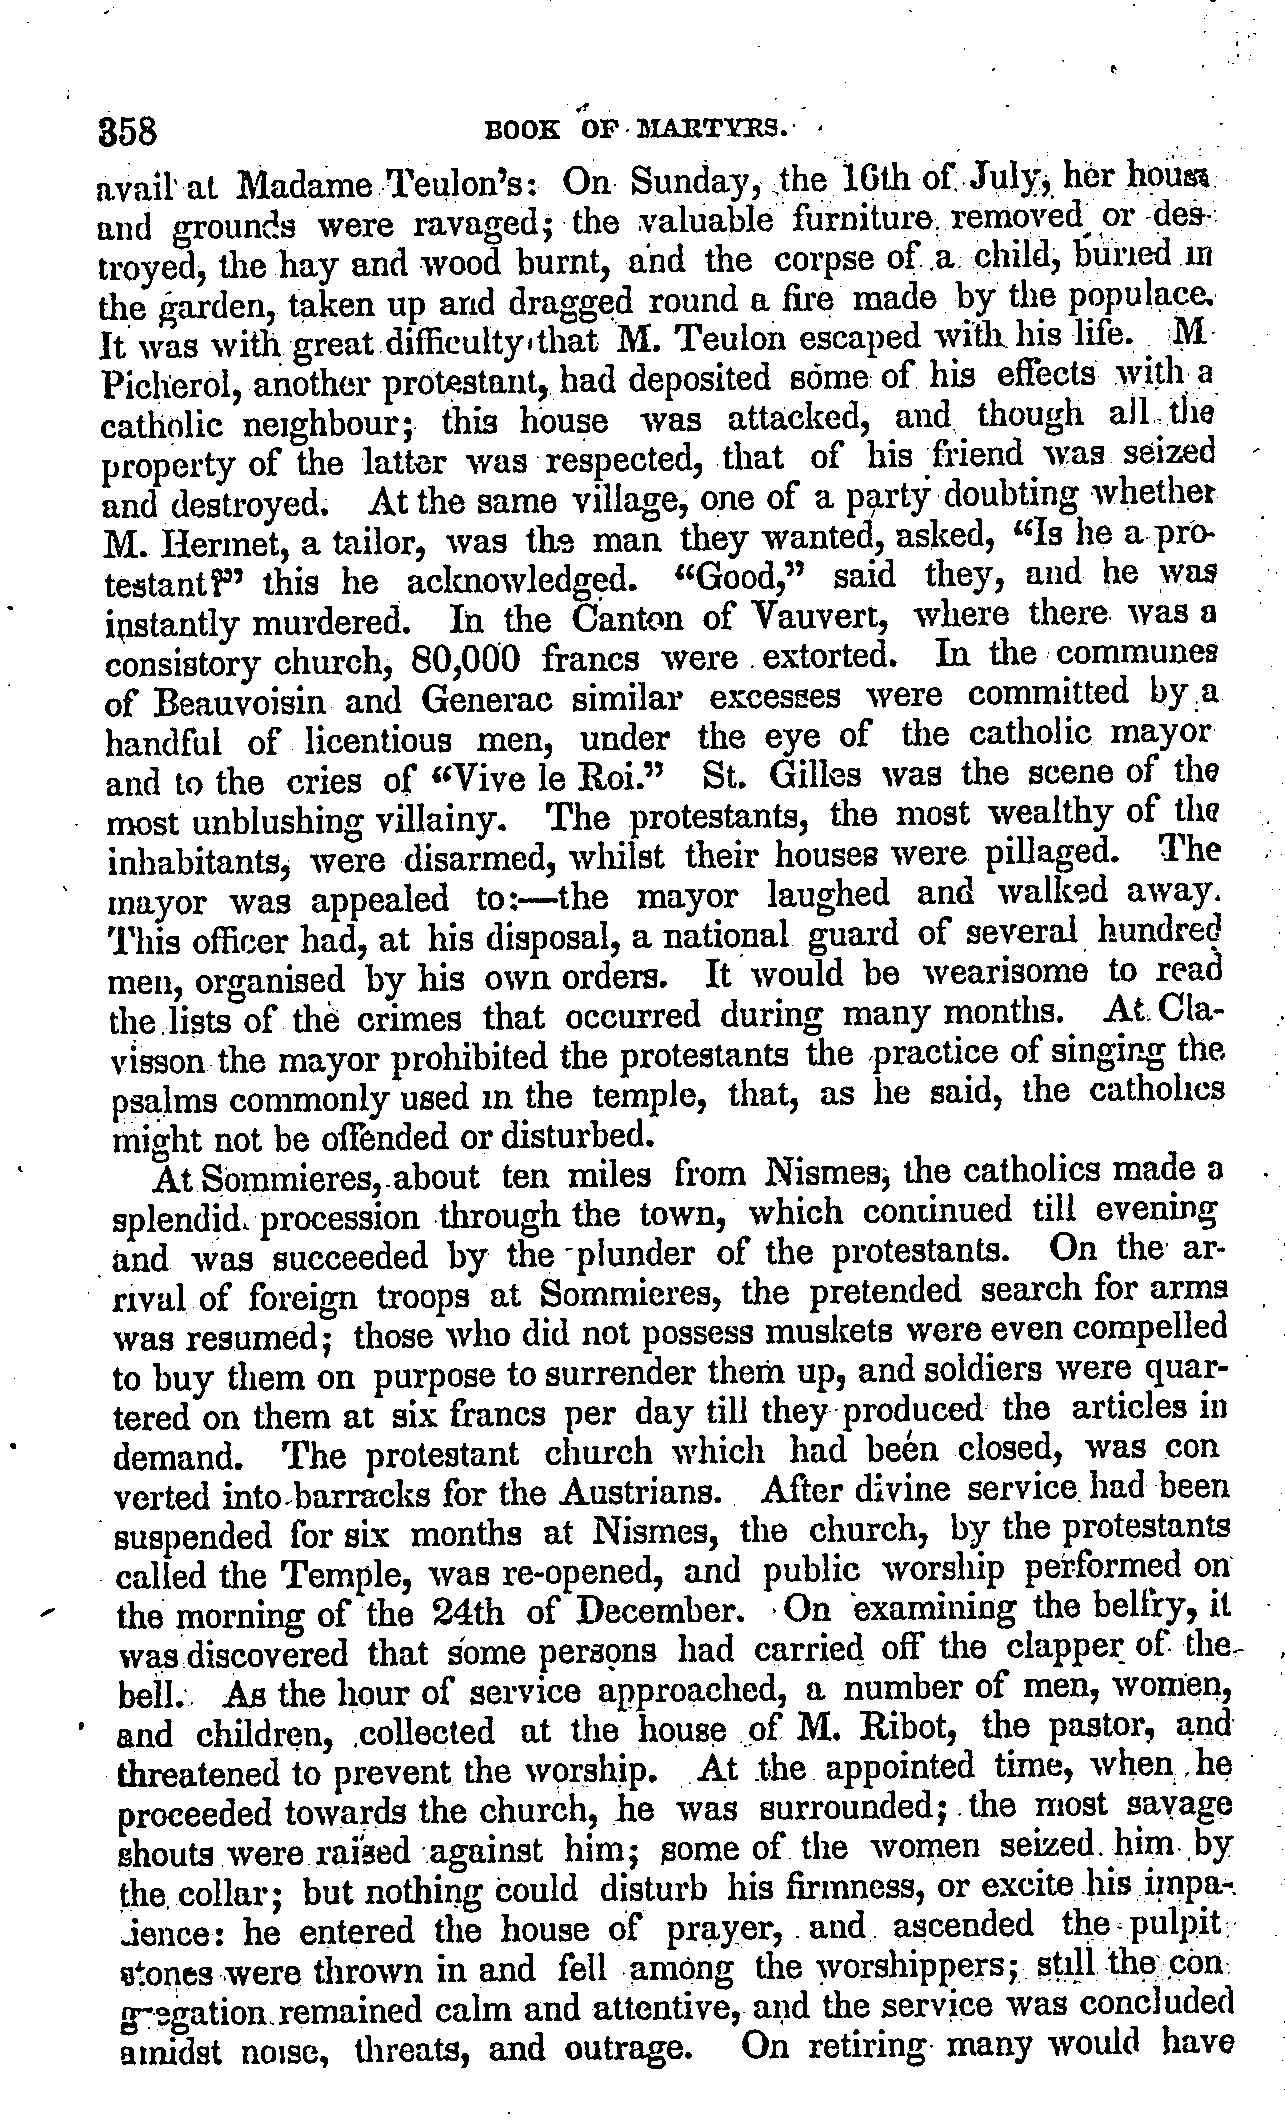 358 BOOK OF MARTYRS.
avail at Madame Teulon's: On Sunday, the 16th of July, her house
and grounds were ravaged; the valuable furniture removed or des-
troyed, the hay and wood burnt, and the corpse of a child, buried in
the garden, taken up and dragged round a fire made by the populace.
It was with great difficulty that M. Teulon escaped with his life. M
Picherol, another protestant, had deposited some of his effects with a
catholic neighbour; this house was attacked, and though all the
property of the latter was respected, that of his friend was seized
and destroyed. At the same village, one of a party doubting whether
M. Hermet, a tailor, was the man they wanted, asked, "Is he a pro-
testant?" this he acknowledged. "Good," said they, and he was
instantly murdered. In the Canton of Vauvert, where there was a
consistory church, 80,000 francs were extorted. In the communes
of Beauvoisin and Generac similar excesses were committed by a
handful of licentious men, under the eye of the catholic mayor
and to the cries of "Vive le Roi." St. Gilles was the scene of the
most unblushing villainy. The protestants, the most wealthy of the
inhabitants, were disarmed, whilst their houses were pillaged. The
mayor was appealed to:—the mayor laughed and walked away.
This officer had, at his disposal, a national guard of several hundred
men, organised by his own orders. It would be wearisome to read
the lists of the crimes that occurred during many months. At Cla-
visson the mayor prohibited the protestants the practice of singing the
psalms commonly used in the temple, that, as he said, the catholics
might not be offended or disturbed.
At Sommieres, about ten miles from Nismes, the catholics made a
splendid procession through the town, which continued till evening
and was succeeded by the plunder of the protestants. On the ar-
rival of foreign troops at Sommieres, the pretended search for arms
was resumed; those who did not possess muskets were even compelled
to buy them on purpose to surrender them up, and soldiers were quar-
tered on them at six francs per day till they produced the articles in
demand. The protestant church which had been closed, was con
verted into barracks for the Austrians. After divine service had been
suspended for six months at Nismes, the church, by the protestants
called the Temple, was re-opened, and public worship performed on
the morning of the 24th of December. On examining the belfry, it
was discovered that some persons had carried off the clapper of the
bell. As the hour of service approached, a number of men, women,
and children, collected at the house of M. Ribot, the pastor, and
threatened to prevent the worship. At the appointed time, when he
proceeded towards the church, he was surrounded; the most savage
shouts were raised against him; some of the women seized him by
the collar; but nothing could disturb his firmness, or excite his impa-
ience: he entered the house of prayer, and ascended the pulpit
stones were thrown in and fell among the worshippers; still the con
gregation remained calm and attentive, and the service was concluded
amidst noise, threats, and outrage. On retiring many would have